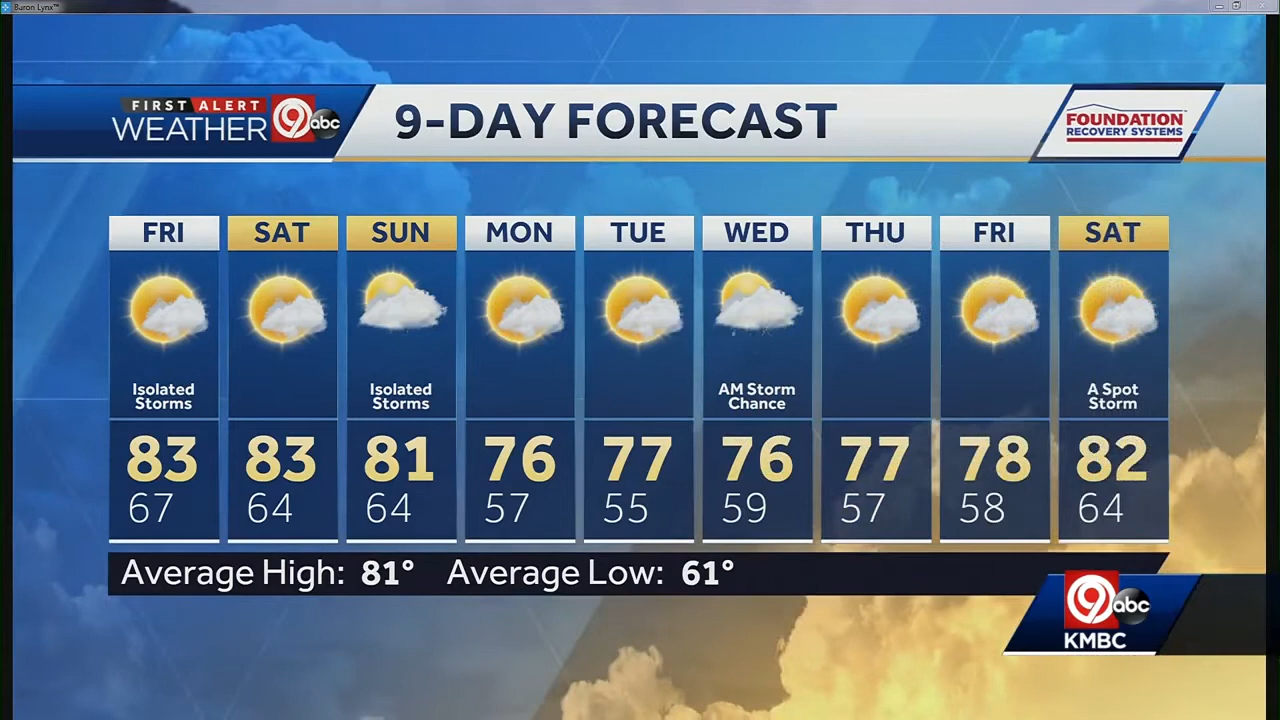 Baron Lynx™
FIRST ALERT
WEATHER 9 abc
9-DAY FORECAST
FOUNDATION
RECOVERY SYSTEMS
FRI SAT SUN MON TUE WED THU FRI SAT
Isolated Storms
Isolated Storms
AM Storm Chance
A Spot Storm
83 83 81 76 77 76 77 78 82
67 64 64 57 55 59 57 58 64
Average High: 81° Average Low: 61°
9 abc
KMBC